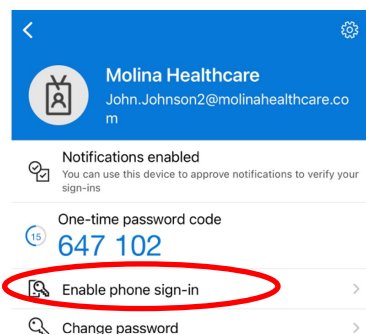 Molina Healthcare
John.Johnson2@molinahealthcare.co
m
Notifications enabled
You can use this device to approve notifications to verify your
sign-ins
One-time password code
15
647 102
Enable phone sign-in
Change password